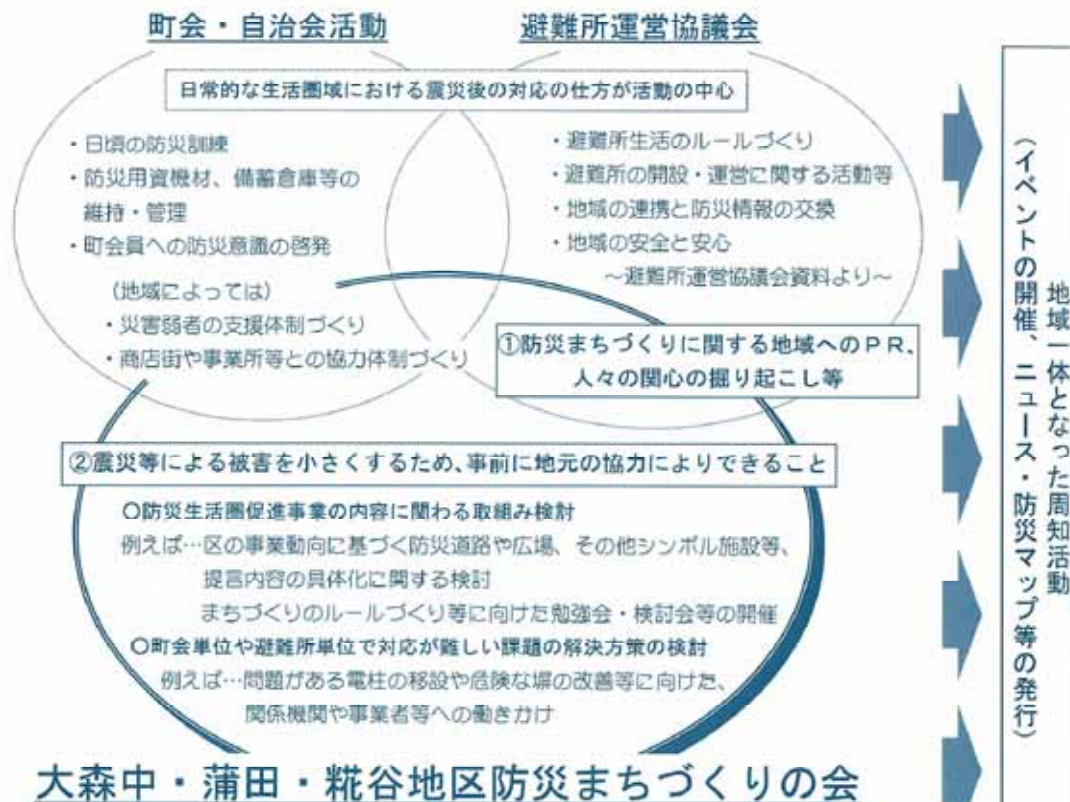 町会・自治会活動
避難所運営協議会
日常的な生活圏域における震災後の対応の仕方が活動の中心
・日頃の防災訓練
・防災用資機材、備蓄倉庫等の
維持・管理
・町会員への防災意識の啓発
(地域によっては)
・災害弱者の支援体制づくり
・商店街や事業所等との協力体制づくり
・避難所生活のルールづくり
・避難所の開設・運営に関する活動等
・地域の連携と防災情報の交換
・地域の安全と安心
～避難所運営協議会資料より～
①防災まちづくりに関する地域へのPR、
人々の関心の掘り起こし等
②震災等による被害を小さくするため、事前に地元の協力によりできること
○防災生活圏促進事業の内容に関わる取組み検討
例えば…区の事業動向に基づく防災道路や広場、その他シンボル施設等、
提言内容の具体化に関する検討
まちづくりのルールづくり等に向けた勉強会・検討会等の開催
○町会単位や避難所単位で対応が難しい課題の解決方策の検討
例えば…問題がある電柱の移設や危険な塀の改善等に向けた、
関係機関や事業者等への働きかけ
大森中・蒲田・糀谷地区防災まちづくりの会
地域一体となった周知活動
(イベントの開催、ニュース・防災マップ等の発行)